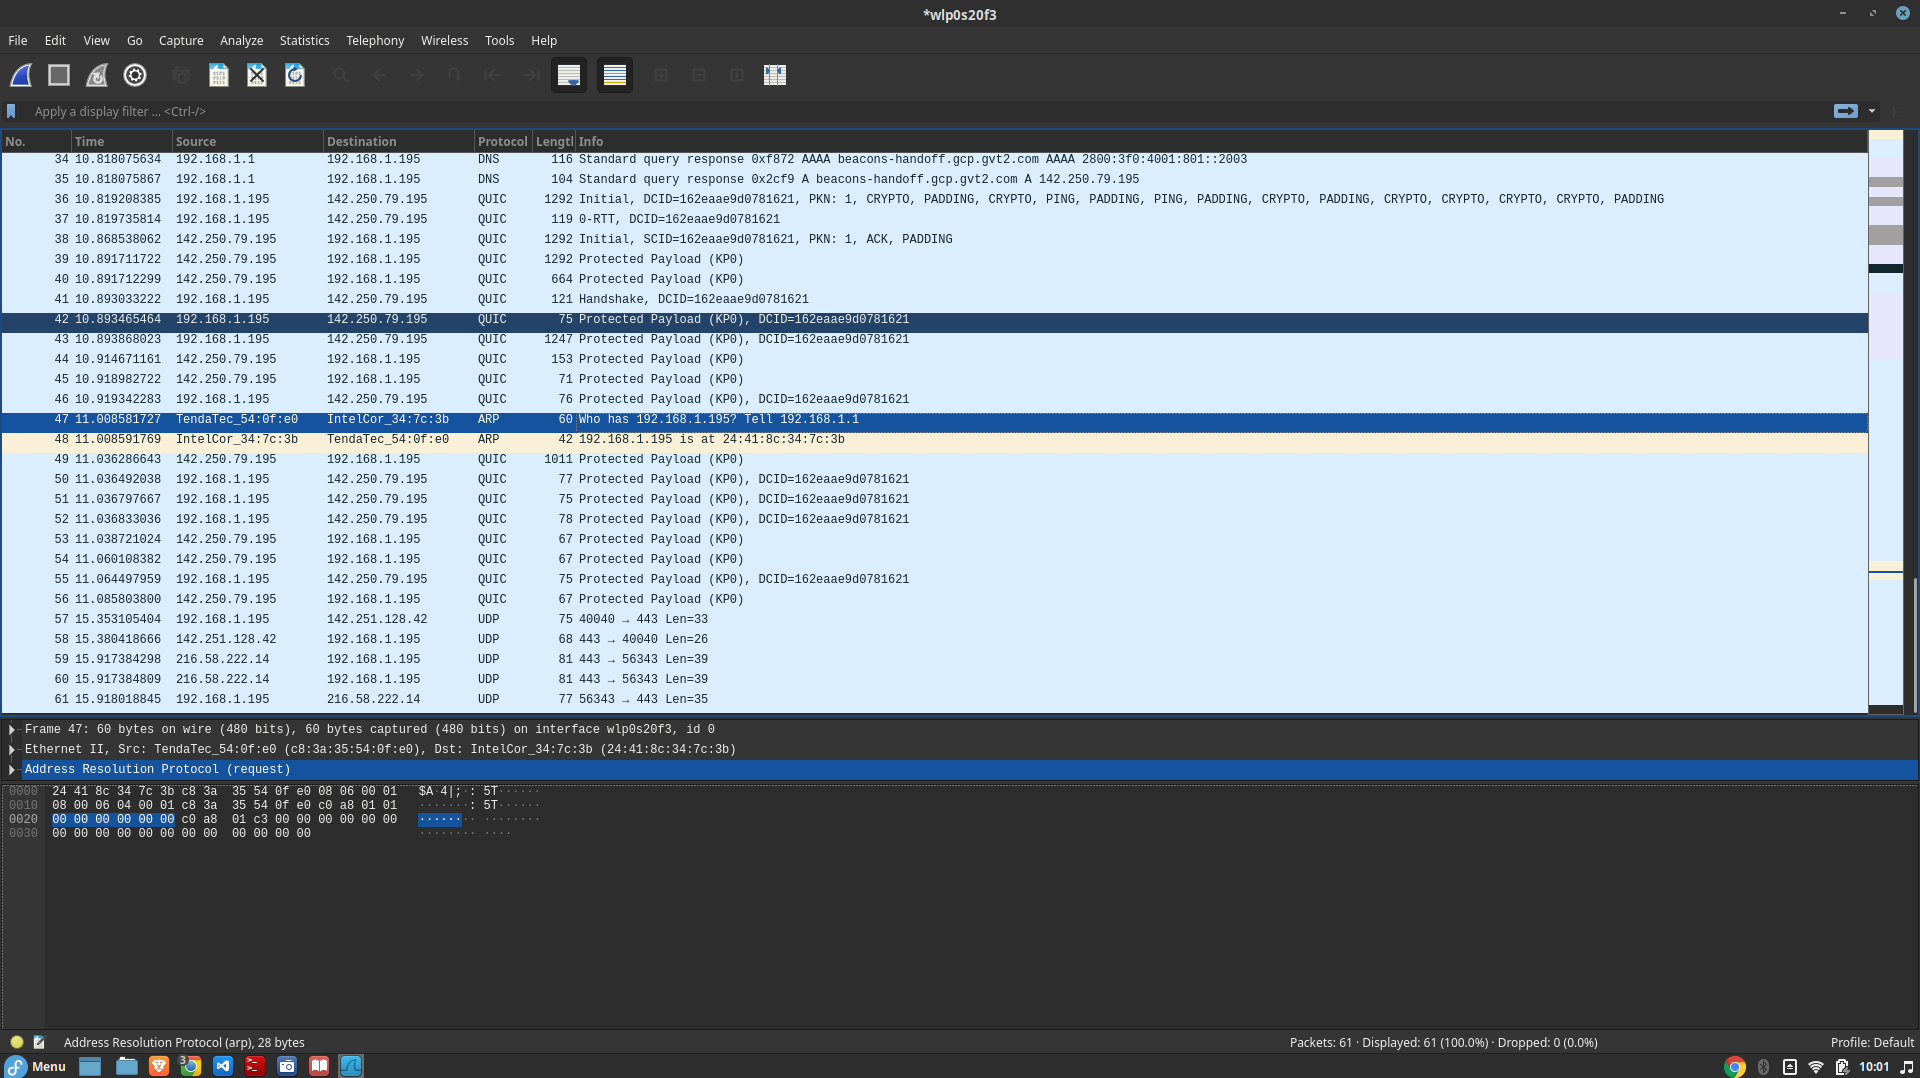 *wlp0s20f3
File Edit View Go Capture Analyze Statistics Telephony Wireless Tools Help
Apply a display filter ... <Ctrl-/>
No. Time Source Destination Protocol Lengtl Info
34 10.818075634 192.168.1.1 192.168.1.195 DNS 116 Standard query response 0xf872 AAAA beacons-handoff.gcp.gvt2.com AAAA 2800:3f0:4001:801::2003
35 10.818075867 192.168.1.1 192.168.1.195 DNS 104 Standard query response 0x2cf9 A beacons-handoff.gcp.gvt2.com A 142.250.79.195
36 10.819208385 192.168.1.195 142.250.79.195 QUIC 1292 Initial, DCID=162eaae9d0781621, PKN: 1, CRYPTO, PADDING, CRYPTO, PING, PADDING, PING, PADDING, CRYPTO, PADDING, CRYPTO, CRYPTO, CRYPTO, CRYPTO, PADDING
37 10.819735814 192.168.1.195 142.250.79.195 QUIC 119 0-RTT, DCID=162eaae9d0781621
38 10.868538062 142.250.79.195 192.168.1.195 QUIC 1292 Initial, SCID=162eaae9d0781621, PKN: 1, ACK, PADDING
39 10.891711722 142.250.79.195 192.168.1.195 QUIC 1292 Protected Payload (KP0)
40 10.891712299 142.250.79.195 192.168.1.195 QUIC 664 Protected Payload (KP0)
41 10.893033222 192.168.1.195 142.250.79.195 QUIC 121 Handshake, DCID=162eaae9d0781621
42 10.893465464 192.168.1.195 142.250.79.195 QUIC 75 Protected Payload (KP0), DCID=162eaae9d0781621
43 10.893868023 192.168.1.195 142.250.79.195 QUIC 1247 Protected Payload (KP0), DCID=162eaae9d0781621
44 10.914671161 142.250.79.195 192.168.1.195 QUIC 153 Protected Payload (KP0)
45 10.918982722 142.250.79.195 192.168.1.195 QUIC 71 Protected Payload (KP0)
46 10.919342283 192.168.1.195 142.250.79.195 QUIC 76 Protected Payload (KP0), DCID=162eaae9d0781621
47 11.008581727 TendaTec_54:0f:e0 IntelCor_34:7c:3b ARP 60 Who has 192.168.1.195? Tell 192.168.1.1
48 11.008591769 IntelCor_34:7c:3b TendaTec_54:0f:e0 ARP 42 192.168.1.195 is at 24:41:8c:34:7c:3b
49 11.036286643 142.250.79.195 192.168.1.195 QUIC 1011 Protected Payload (KP0)
50 11.036492038 192.168.1.195 142.250.79.195 QUIC 77 Protected Payload (KP0), DCID=162eaae9d0781621
51 11.036797667 192.168.1.195 142.250.79.195 QUIC 75 Protected Payload (KP0), DCID=162eaae9d0781621
52 11.036833036 192.168.1.195 142.250.79.195 QUIC 78 Protected Payload (KP0), DCID=162eaae9d0781621
53 11.038721024 142.250.79.195 192.168.1.195 QUIC 67 Protected Payload (KP0)
54 11.060108382 142.250.79.195 192.168.1.195 QUIC 67 Protected Payload (KP0)
55 11.064497959 192.168.1.195 142.250.79.195 QUIC 75 Protected Payload (KP0), DCID=162eaae9d0781621
56 11.085803800 142.250.79.195 192.168.1.195 QUIC 67 Protected Payload (KP0)
57 15.353105404 192.168.1.195 142.251.128.42 UDP 75 40040 → 443 Len=33
58 15.380418666 142.251.128.42 192.168.1.195 UDP 68 443 → 40040 Len=26
59 15.917384298 216.58.222.14 192.168.1.195 UDP 81 443 → 56343 Len=39
60 15.917384809 216.58.222.14 192.168.1.195 UDP 81 443 → 56343 Len=39
61 15.918018845 192.168.1.195 216.58.222.14 UDP 77 56343 → 443 Len=35
Frame 47: 60 bytes on wire (480 bits), 60 bytes captured (480 bits) on interface wlp0s20f3, id 0
Ethernet II, Src: TendaTec_54:0f:e0 (c8:3a:35:54:0f:e0), Dst: IntelCor_34:7c:3b (24:41:8c:34:7c:3b)
Address Resolution Protocol (request)
0000 24 41 8c 34 7c 3b c8 3a 35 54 0f e0 08 06 00 01 $A·4|;·: 5T······
0010 08 00 06 04 00 01 c8 3a 35 54 0f e0 c0 a8 01 01 ·······: 5T······
0020 00 00 00 00 00 00 c0 a8 01 c3 00 00 00 00 00 00 ········ ········
0030 00 00 00 00 00 00 00 00 00 00 00 00 ········ ····
Address Resolution Protocol (arp), 28 bytes Packets: 61 · Displayed: 61 (100.0%) · Dropped: 0 (0.0%) Profile: Default
Menu 3 10:01